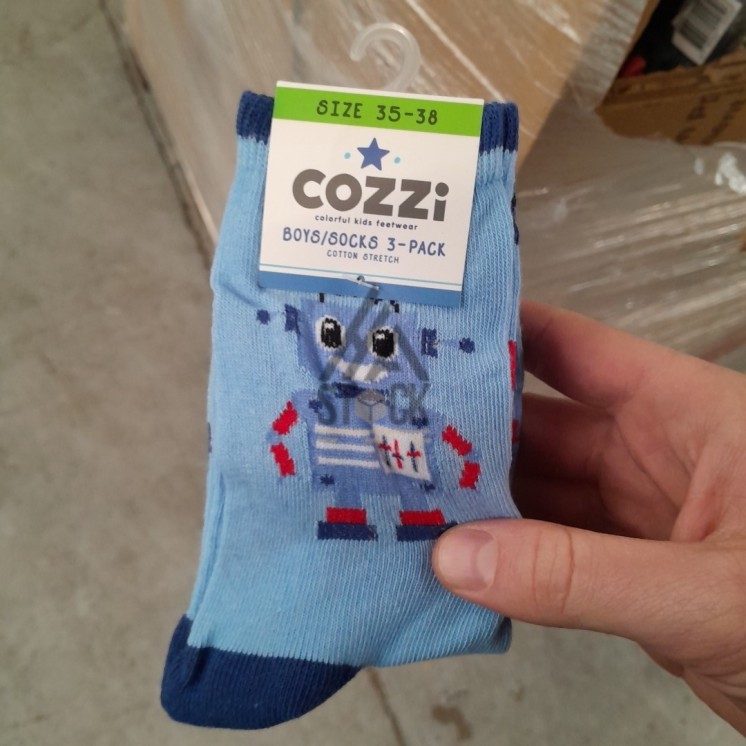 SIZE 35-38
COZZi
colorful kids feetwear
BOYS/SOCKS 3-PACK
COTTON STRETCH
STOCK